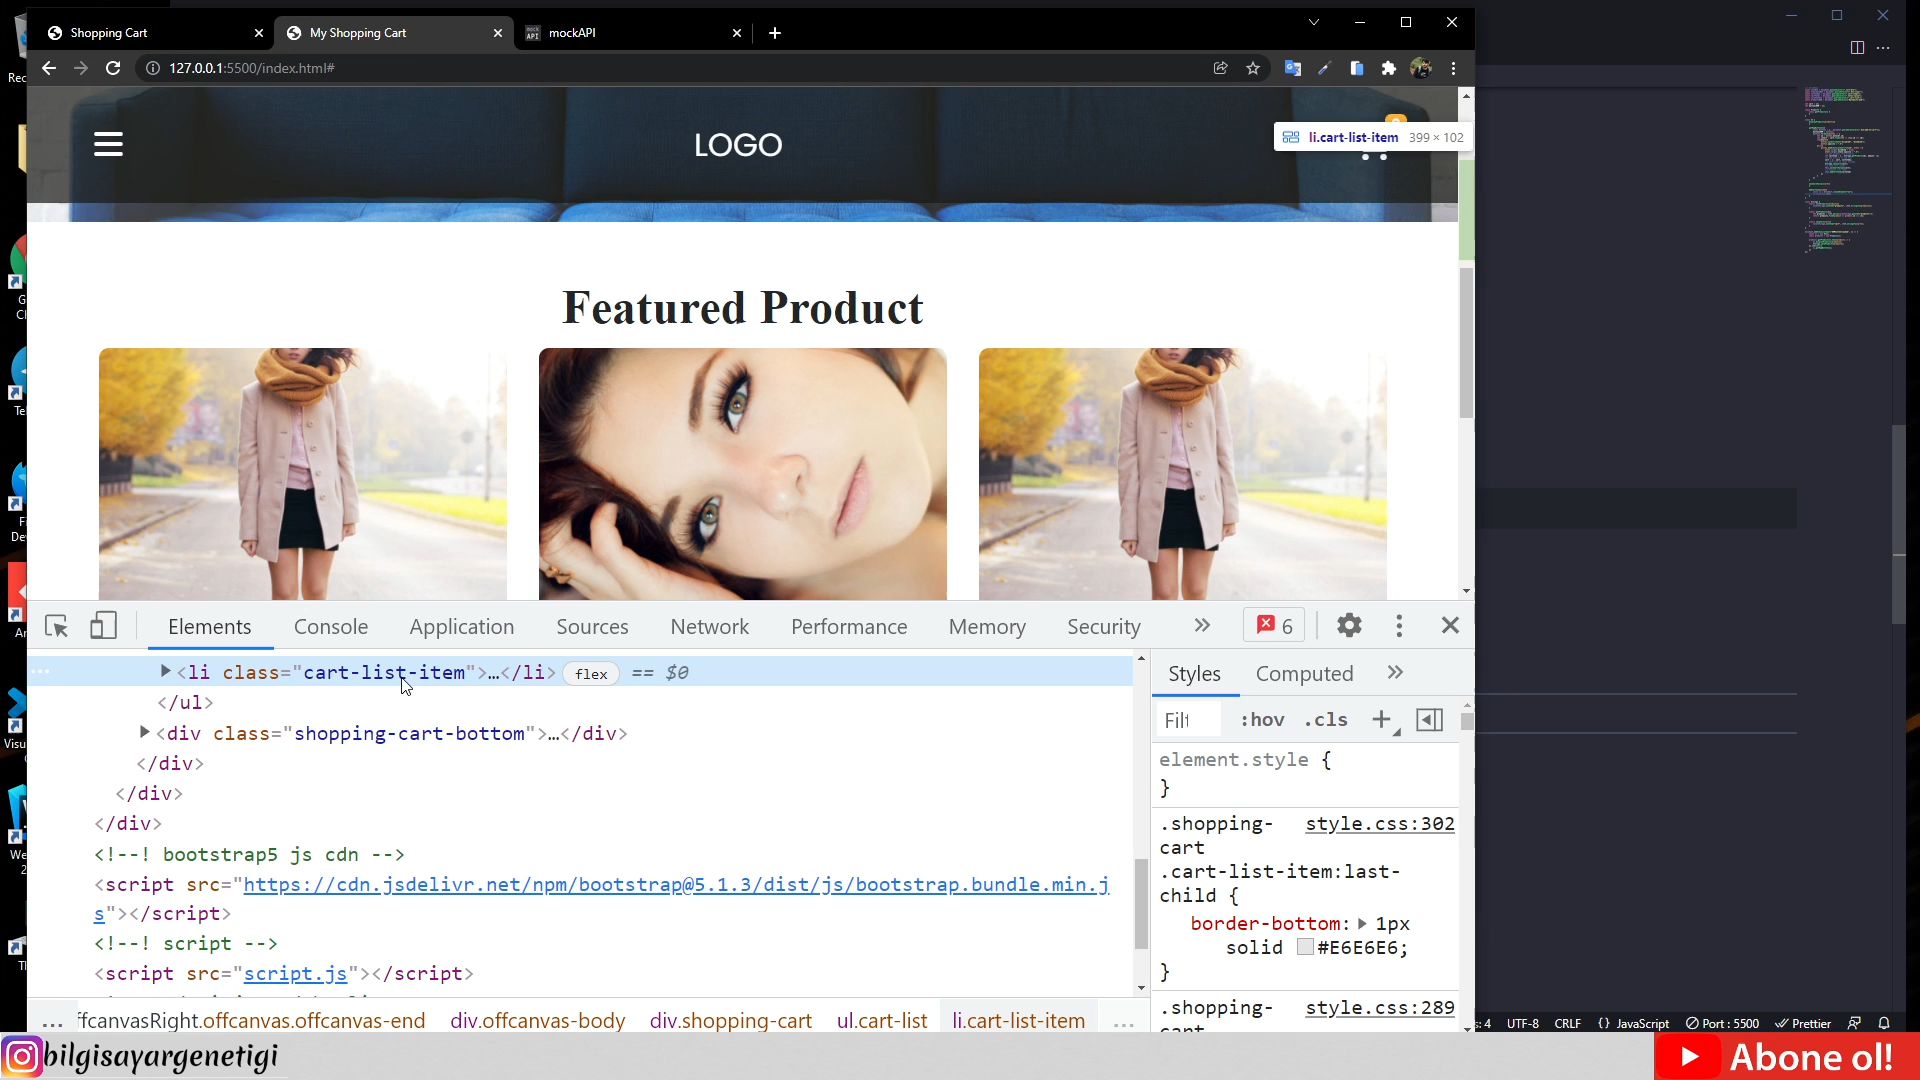 Shopping Cart
My Shopping Cart
mock API
mockAPI
127.0.0.1:5500/index.html#
LOGO
li.cart-list-item 399 × 102
Featured Product
Elements
Console
Application
Sources
Network
Performance
Memory
Security
6
<li class="cart-list-item">…</li> flex == $0
</ul>
<div class="shopping-cart-bottom">…</div>
</div>
</div>
</div>
<!--! bootstrap5 js cdn -->
<script src="https://cdn.jsdelivr.net/npm/bootstrap@5.1.3/dist/js/bootstrap.bundle.min.j
s"></script>
<!--! script -->
<script src="script.js"></script>
... ffcanvasRight.offcanvas.offcanvas-end div.offcanvas-body div.shopping-cart ul.cart-list li.cart-list-item ...
Styles
Computed
:hov .cls
element.style {
}
.shopping- style.css:302
cart
.cart-list-item:last-
child {
border-bottom: 1px
solid #E6E6E6;
}
.shopping- style.css:289
UTF-8 CRLF {} JavaScript Port : 5500 Prettier
bilgisayargenetigi
Abone ol!